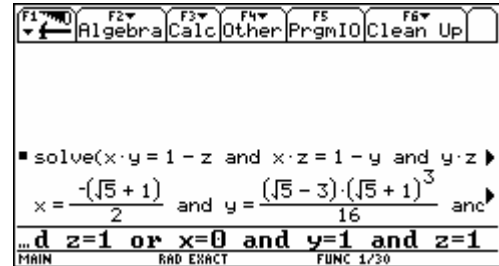 F1 F2 Algebra F3 Calc F4 Other F5 PrgmIO F6 Clean Up
▪ solve(x·y = 1 - z and x·z = 1 - y and y·z ▶
x = -(√5 + 1)/2 and y = (√5 - 3)·(√5 + 1)^3/16 anc▶
…d z=1 or x=0 and y=1 and z=1
MAIN RAD EXACT FUNC 1/30